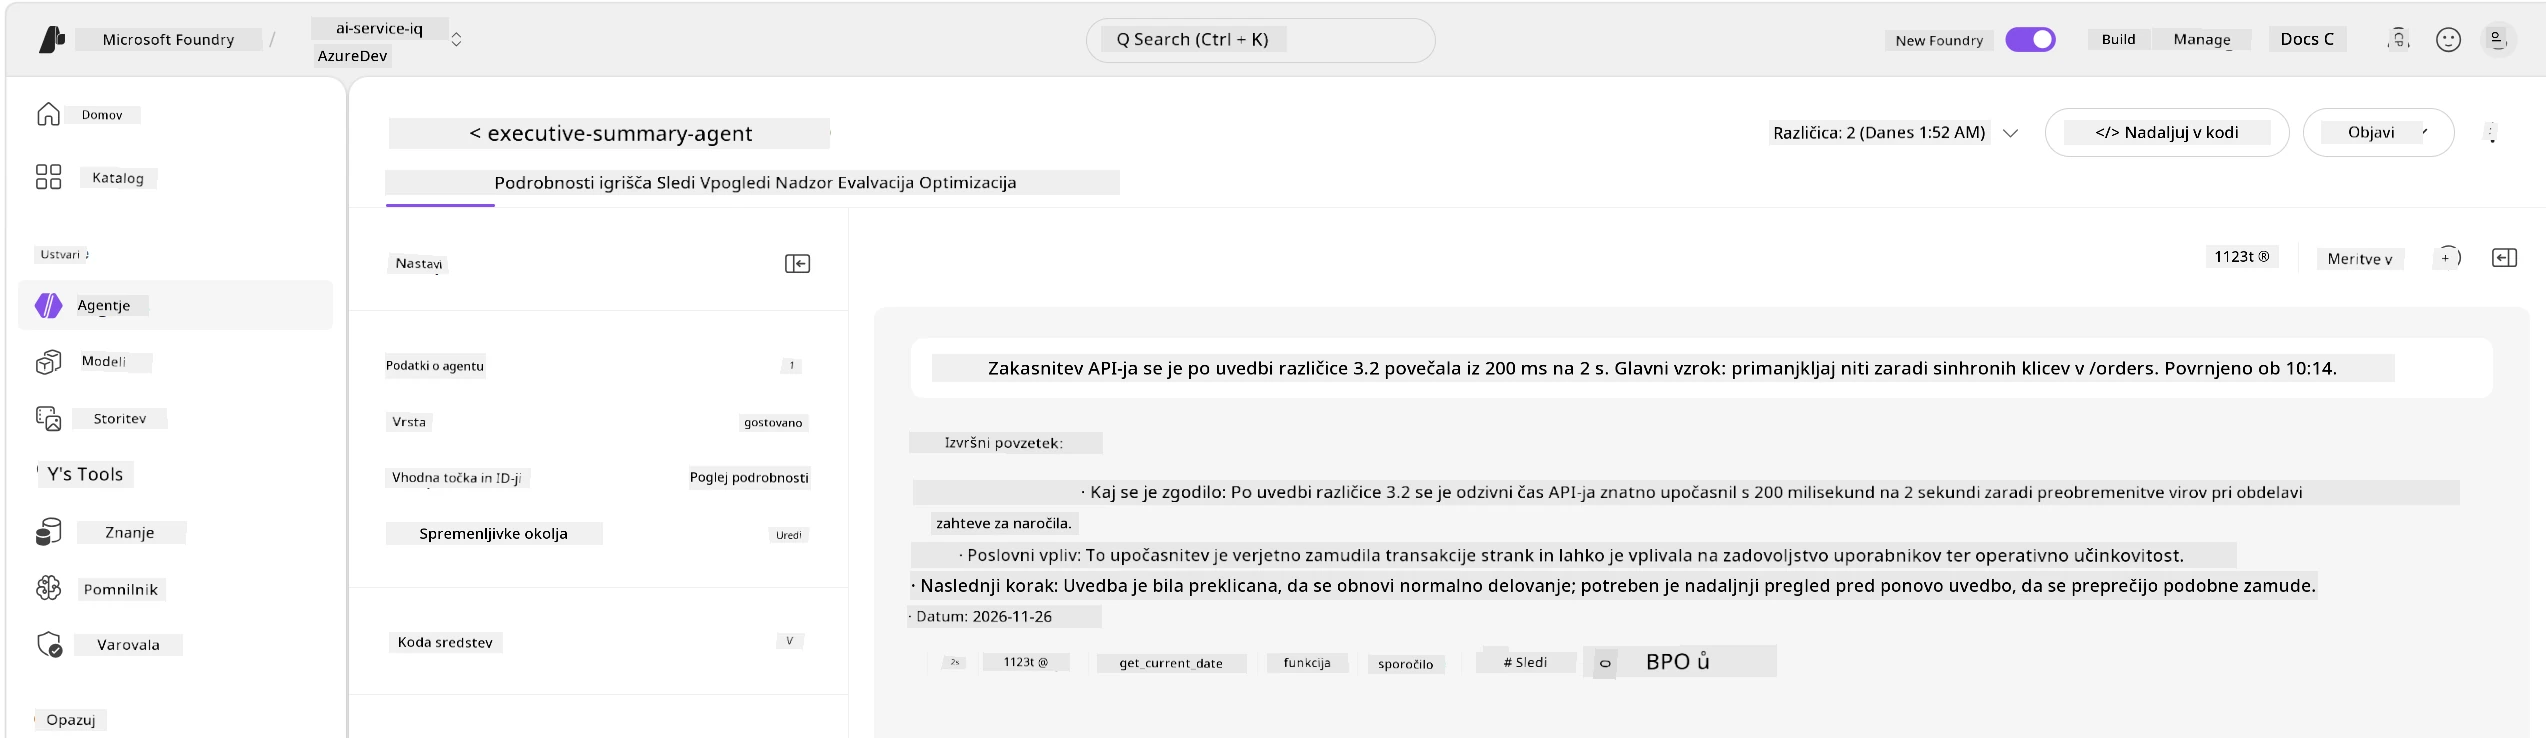 Microsoft Foundry /
ai-service-iq
AzureDev
Q Search (Ctrl + K)
New Foundry
Build
Manage
Docs C
Domov
Katalog
Ustvari
Agentje
Modeli
Storitev
Y's Tools
Znanje
Pomnilnik
Varovala
Opazuj
< executive-summary-agent
Različica: 2 (Danes 1:52 AM)
</> Nadaljuj v kodi
Objavi
Podrobnosti igrišča Sledi Vpogledi Nadzor Evalvacija Optimizacija
Nastavi
Podatki o agentu
1
Vrsta
gostovano
Vhodna točka in ID-ji
Poglej podrobnosti
Spremenljivke okolja
Uredi
Koda sredstev
V
1123t ®
Meritve v
+
Zakasnitev API-ja se je po uvedbi različice 3.2 povečala iz 200 ms na 2 s. Glavni vzrok: primanjkljaj niti zaradi sinhronih klicev v /orders. Povrnjeno ob 10:14.
Izvršni povzetek:
· Kaj se je zgodilo: Po uvedbi različice 3.2 se je odzivni čas API-ja znatno upočasnil s 200 milisekund na 2 sekundi zaradi preobremenitve virov pri obdelavi
zahteve za naročila.
· Poslovni vpliv: To upočasnitev je verjetno zamudila transakcije strank in lahko je vplivala na zadovoljstvo uporabnikov ter operativno učinkovitost.
· Naslednji korak: Uvedba je bila preklicana, da se obnovi normalno delovanje; potreben je nadaljnji pregled pred ponovo uvedbo, da se preprečijo podobne zamude.
· Datum: 2026-11-26
2s
1123t @
get_current_date
funkcija
sporočilo
# Sledi
BPO ů